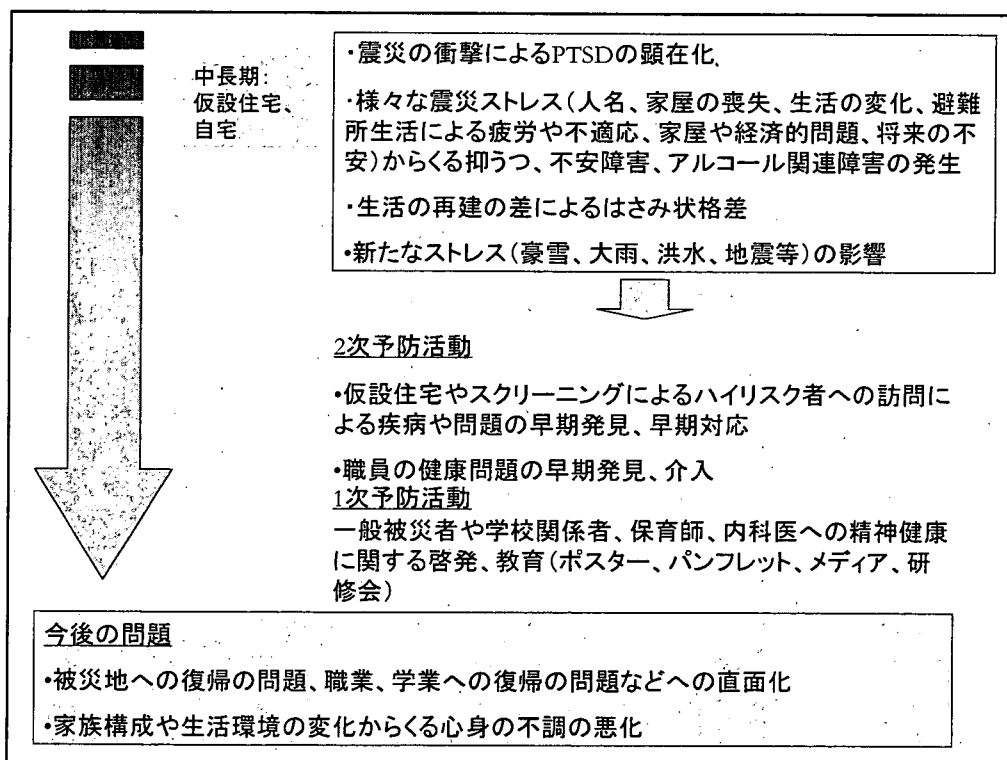 中長期:
仮設住宅、
自宅
・震災の衝撃によるPTSDの顕在化、
・様々な震災ストレス(人名、家屋の喪失、生活の変化、避難
所生活による疲労や不適応、家屋や経済的問題、将来の不
安)からくる抑うつ、不安障害、アルコール関連障害の発生
・生活の再建の差によるはさみ状格差
•新たなストレス(豪雪、大雨、洪水、地震等)の影響
2次予防活動
•仮設住宅やスクリーニングによるハイリスク者への訪問に
よる疾病や問題の早期発見、早期対応
•職員の健康問題の早期発見、介入
1次予防活動
一般被災者や学校関係者、保育師、内科医への精神健康
に関する啓発、教育(ポスター、パンフレット、メディア、研
修会)
今後の問題
•被災地への復帰の問題、職業、学業への復帰の問題などへの直面化
•家族構成や生活環境の変化からくる心身の不調の悪化